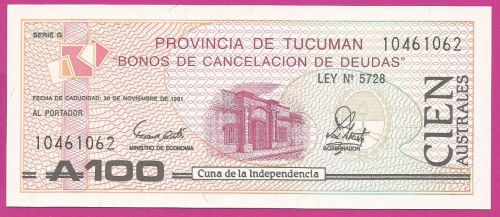 SERIE G
PROVINCIA DE TUCUMAN
10461062
"BONOS DE CANCELACION DE DEUDAS"
LEY Nº 5728
FECHA DE CADUCIDAD: 30 DE NOVIEMBRE DE 1991
AL PORTADOR
10461062
MINISTRO DE ECONOMIA
GOBERNADOR
CIEN
AUSTRALES
₳100
Cuna de la Independencia